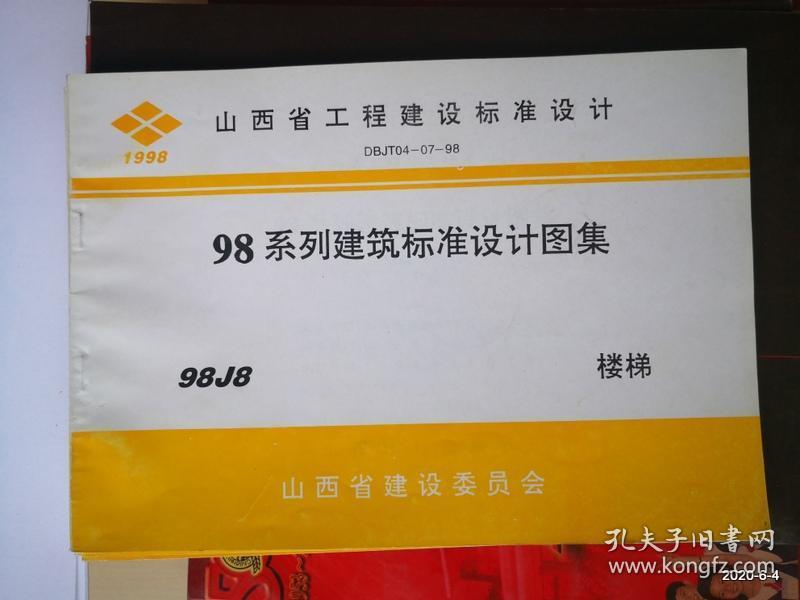 山西省工程建设标准设计
1998
DBJT04-07-98
98系列建筑标准设计图集
98J8
楼梯
山西省建设委员会
孔夫子旧书网
www.kongfz.com
2020-6-4